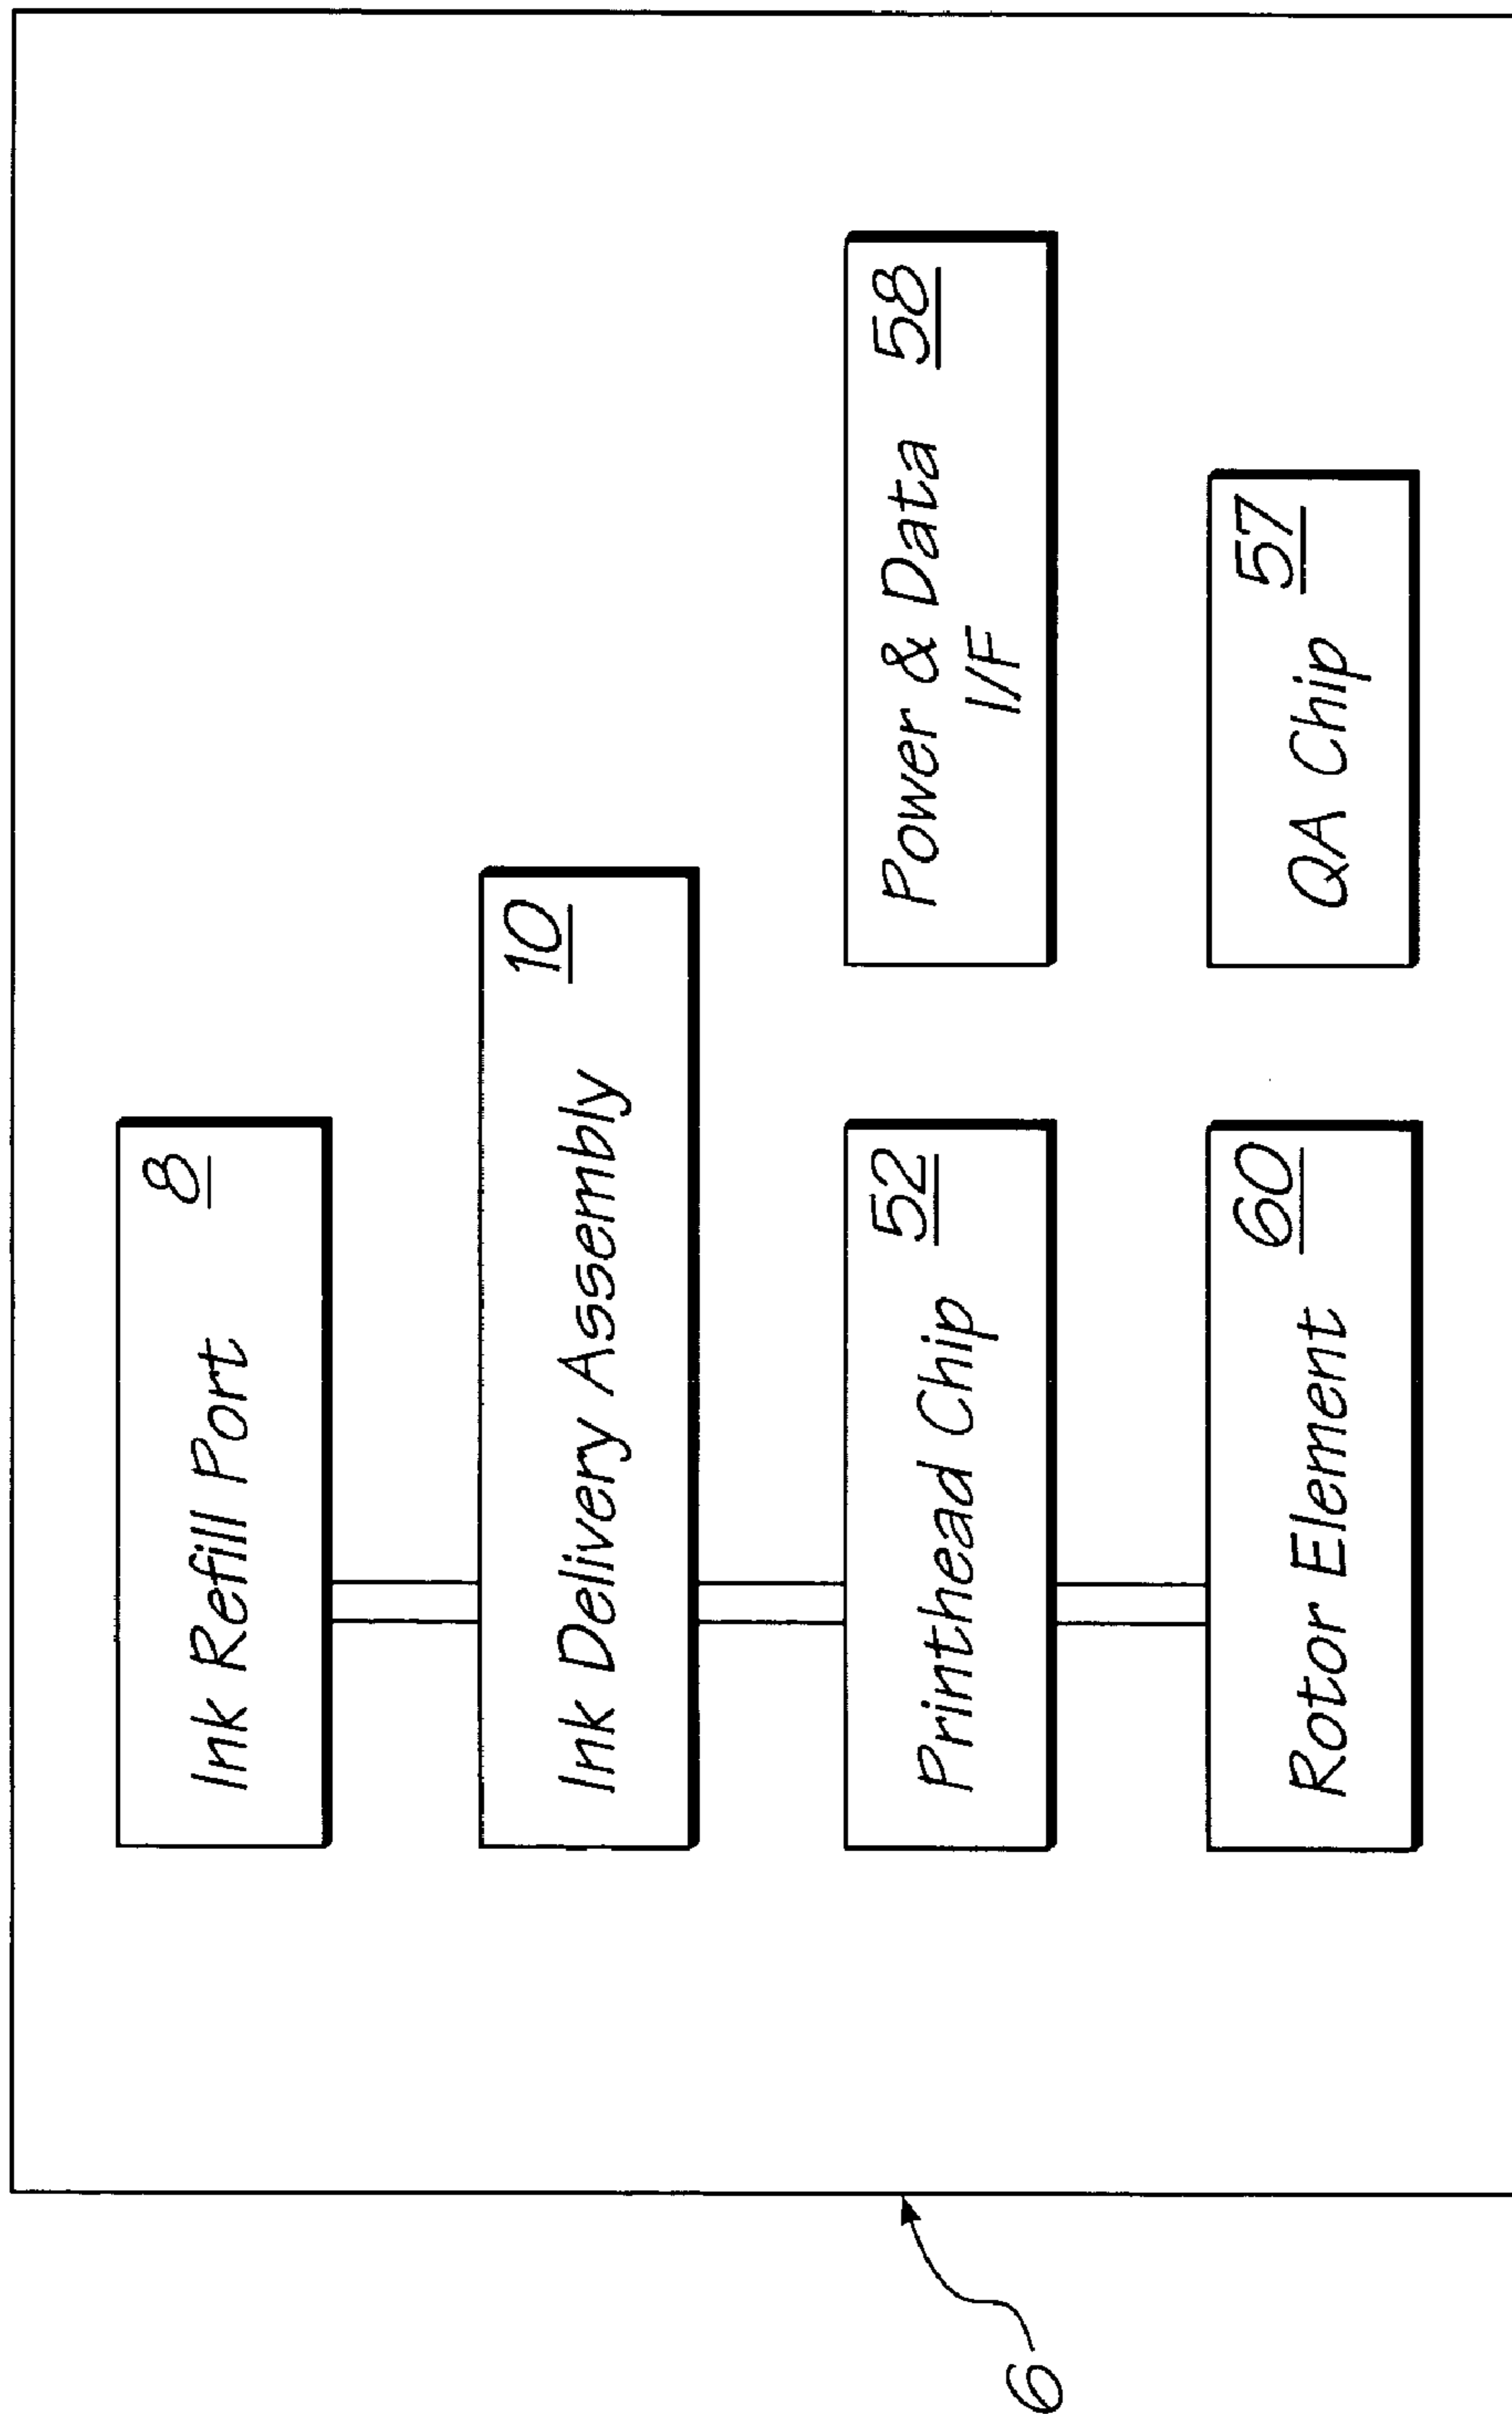 Ink Refill Port 8
Ink Delivery Assembly 10
Printhead Chip 52
Power & Data 58
I/F
Rotor Element 60
QA Chip 57
6